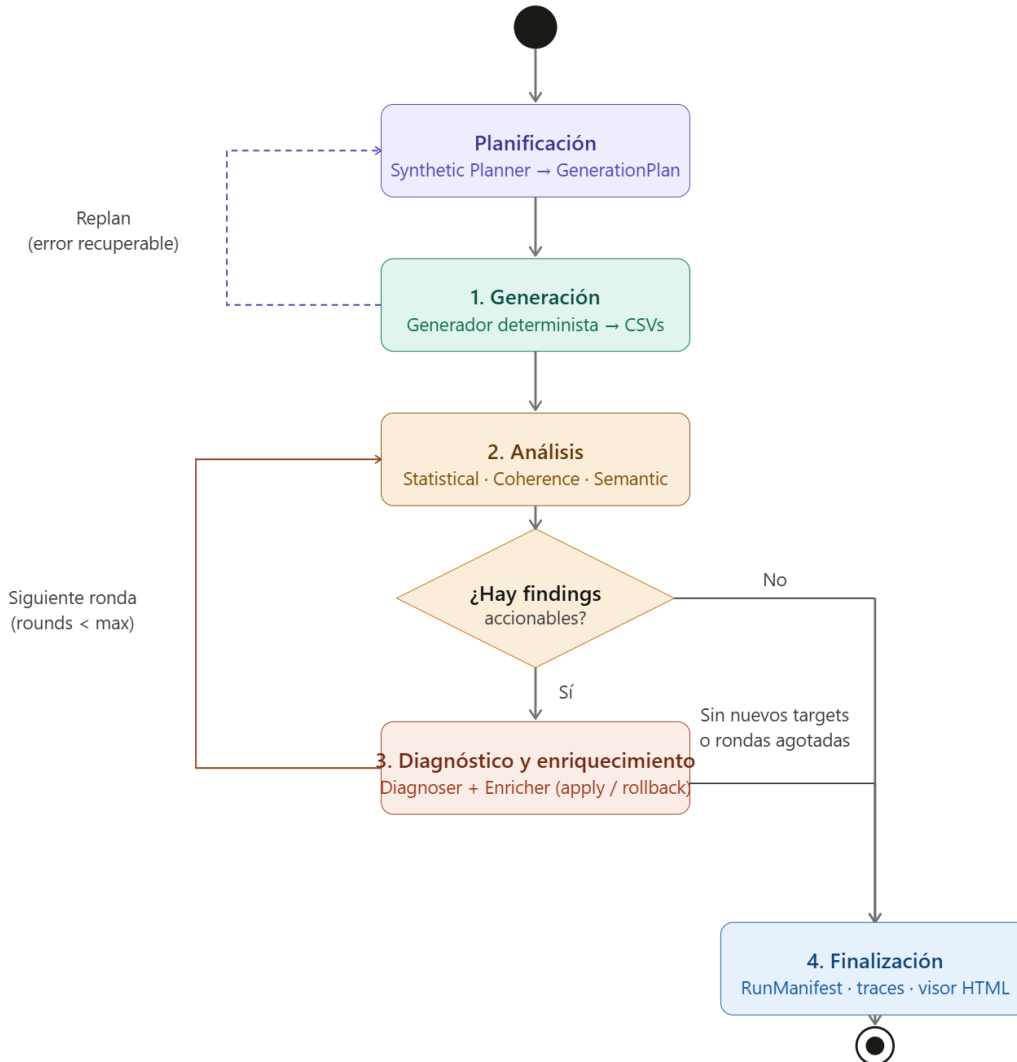 Planificación
Synthetic Planner → GenerationPlan
Replan
(error recuperable)
1. Generación
Generador determinista → CSVs
2. Análisis
Statistical · Coherence · Semantic
¿Hay findings
accionables?
No
Siguiente ronda
(rounds < max)
Sí
Sin nuevos targets
o rondas agotadas
3. Diagnóstico y enriquecimiento
Diagnoser + Enricher (apply / rollback)
4. Finalización
RunManifest · traces · visor HTML